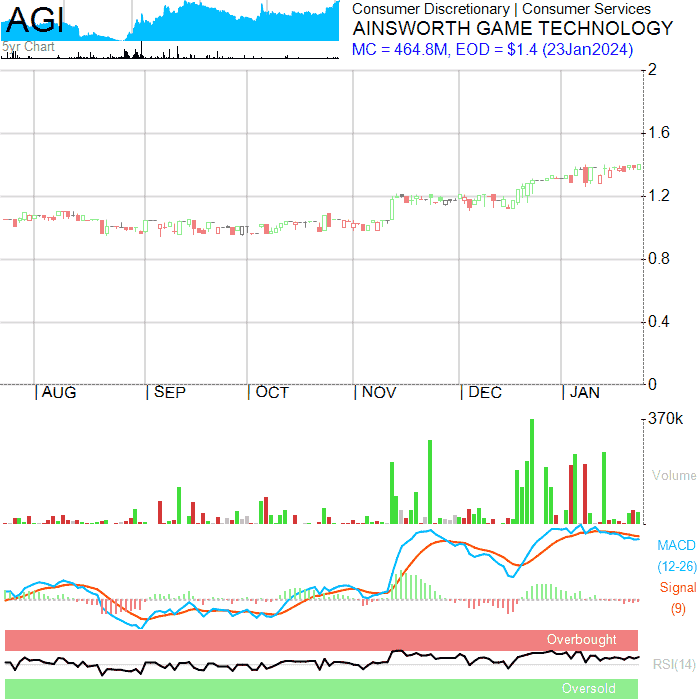 AGI
5yr Chart
Consumer Discretionary | Consumer Services
AINSWORTH GAME TECHNOLOGY
MC = 464.8M, EOD = $1.4 (23Jan2024)
2
1.6
1.2
0.8
0.4
0
AUG SEP OCT NOV DEC JAN
370k
Volume
MACD
(12-26)
Signal
(9)
Overbought
RSI(14)
Oversold